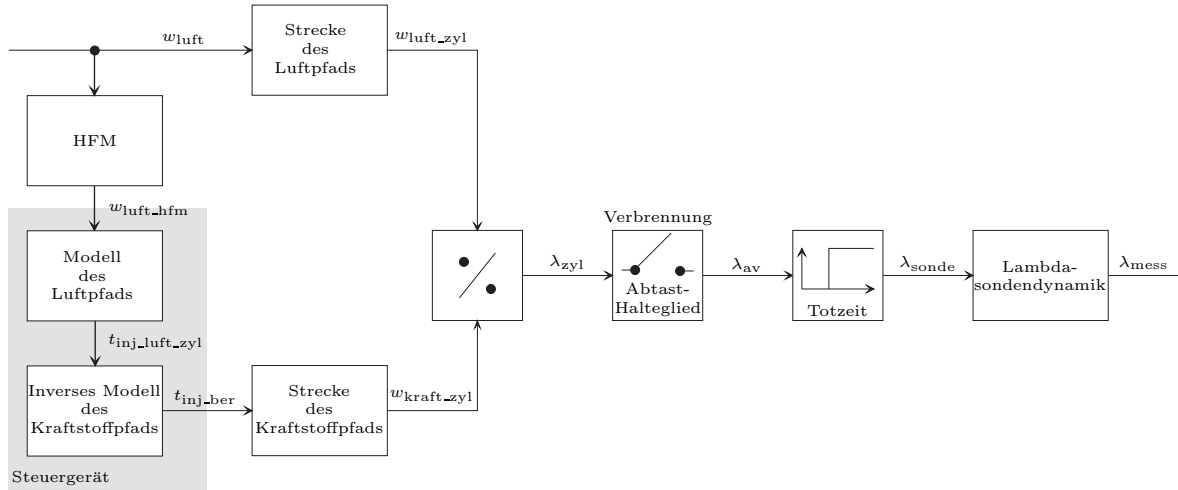 w_luft
Strecke
des
Luftpfads
w_luft_zyl
HFM
w_luft_hfm
Modell
des
Luftpfads
t_inj_luft_zyl
Inverses Modell
des
Kraftstoffpfads
Steuergerät
t_inj_ber
Strecke
des
Kraftstoffpfads
w_kraft_zyl
λ_zyl
Verbrennung
Abtast-
Halteglied
λ_av
Totzeit
λ_sonde
Lambda-
sondendynamik
λ_mess